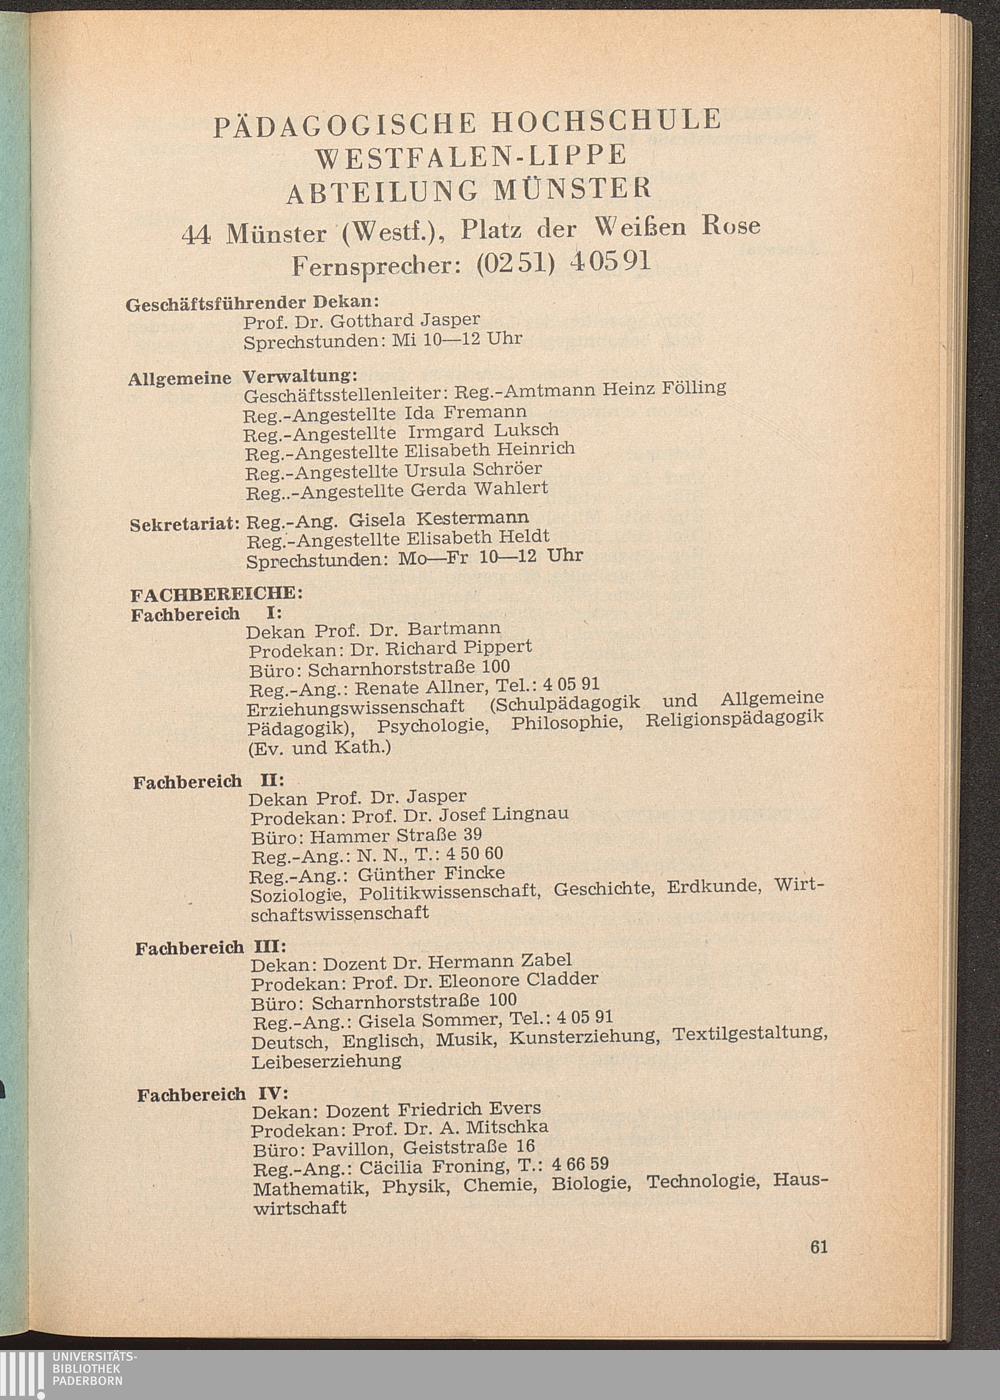 PÄDAGOGISCHE HOCHSCHULE
WESTFALEN-LIPPE
ABTEILUNG MÜNSTER
44 Münster (Westf.), Platz der Weißen Rose
Fernsprecher: (02 51) 4 05 91
Geschäftsführender Dekan:
Prof. Dr. Gotthard Jasper
Sprechstunden: Mi 10—12 Uhr
Allgemeine Verwaltung:
Geschäftsstellenleiter: Reg.-Amtmann Heinz Fölling
Reg.-Angestellte Ida Fremann
Reg.-Angestellte Irmgard Luksch
Reg.-Angestellte Elisabeth Heinrich
Reg.-Angestellte Ursula Schröer
Reg..-Angestellte Gerda Wahlert
Sekretariat: Reg.-Ang. Gisela Kestermann
Reg.-Angestellte Elisabeth Heldt
Sprechstunden: Mo—Fr 10—12 Uhr
FACHBEREICHE:
Fachbereich I:
Dekan Prof. Dr. Bartmann
Prodekan: Dr. Richard Pippert
Büro: Scharnhorststraße 100
Reg.-Ang.: Renate Allner, Tel.: 4 05 91
Erziehungswissenschaft (Schulpädagogik und Allgemeine
Pädagogik), Psychologie, Philosophie, Religionspädagogik
(Ev. und Kath.)
Fachbereich II:
Dekan Prof. Dr. Jasper
Prodekan: Prof. Dr. Josef Lingnau
Büro: Hammer Straße 39
Reg.-Ang.: N. N., T.: 4 50 60
Reg.-Ang.: Günther Fincke
Soziologie, Politikwissenschaft, Geschichte, Erdkunde, Wirt-
schaftswissenschaft
Fachbereich III:
Dekan: Dozent Dr. Hermann Zabel
Prodekan: Prof. Dr. Eleonore Cladder
Büro: Scharnhorststraße 100
Reg.-Ang.: Gisela Sommer, Tel.: 4 05 91
Deutsch, Englisch, Musik, Kunsterziehung, Textilgestaltung,
Leibeserziehung
Fachbereich IV:
Dekan: Dozent Friedrich Evers
Prodekan: Prof. Dr. A. Mitschka
Büro: Pavillon, Geiststraße 16
Reg.-Ang.: Cäcilia Froning, T.: 4 66 59
Mathematik, Physik, Chemie, Biologie, Technologie, Haus-
wirtschaft
61
UNIVERSITÄTS-
BIBLIOTHEK
PADERBORN